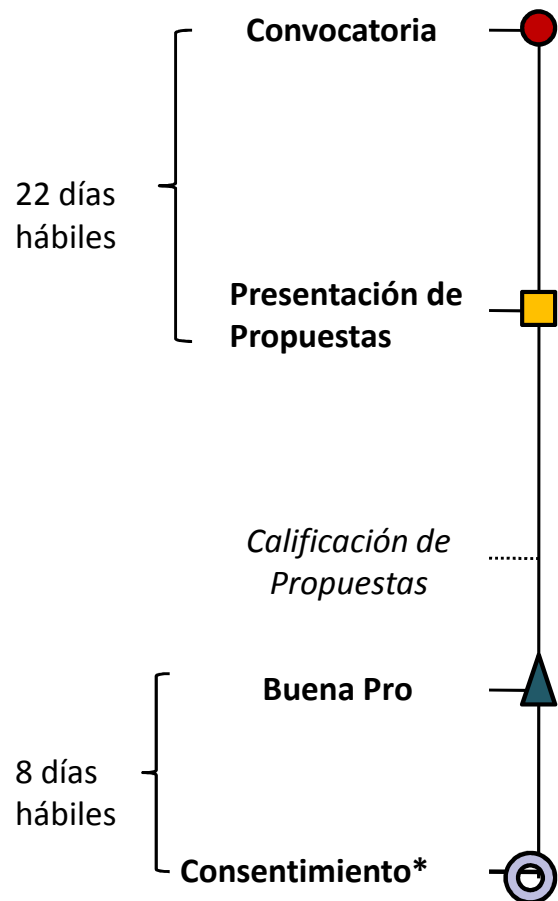 Convocatoria
22 días
hábiles
Presentación de
Propuestas
Calificación de
Propuestas
Buena Pro
8 días
hábiles
Consentimiento*